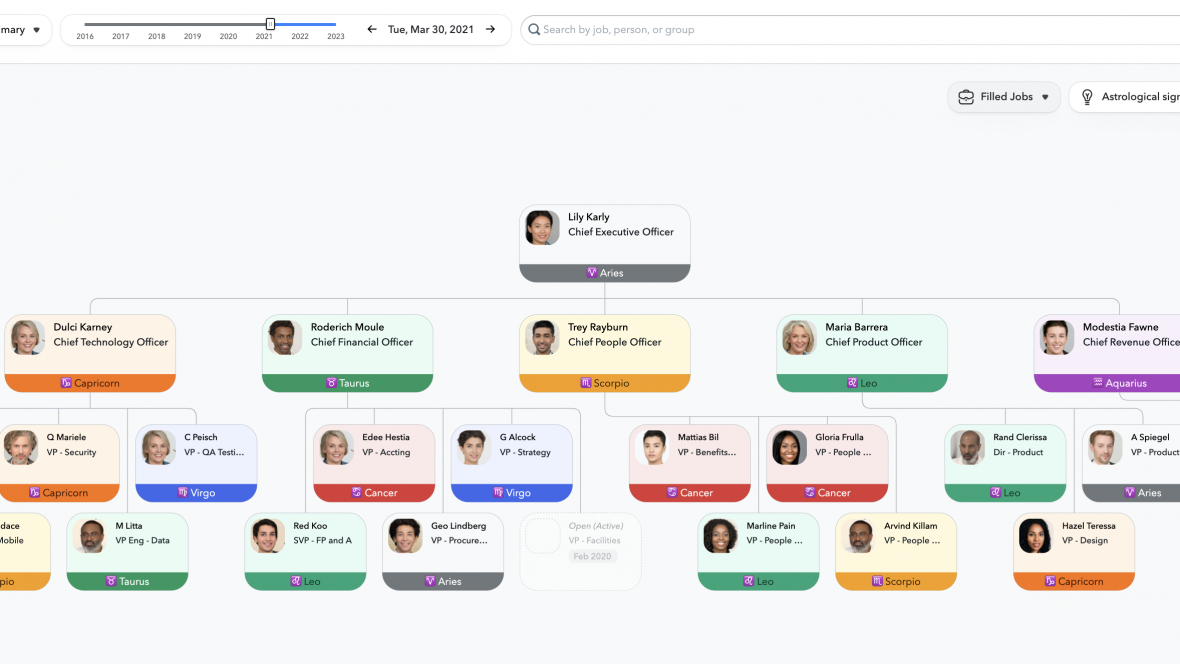 mary
2016 2017 2018 2019 2020 2021 2022 2023
Tue, Mar 30, 2021
Search by job, person, or group
Filled Jobs
Astrological sigr
Lily Karly
Chief Executive Officer
Aries
Dulci Karney
Chief Technology Officer
Capricorn
Roderich Moule
Chief Financial Officer
Taurus
Trey Rayburn
Chief People Officer
Scorpio
Maria Barrera
Chief Product Officer
Leo
Modestia Fawne
Chief Revenue Office
Aquarius
Q Mariele
VP - Security
Capricorn
C Peisch
VP - QA Testi...
Virgo
Edee Hestia
VP - Accting
Cancer
G Alcock
VP - Strategy
Virgo
Mattias Bil
VP - Benefits...
Cancer
Gloria Frulla
VP - People ...
Cancer
Rand Clerissa
Dir - Product
Leo
A Spiegel
VP - Product
Aries
dace
Mobile
pio
M Litta
VP Eng - Data
Taurus
Red Koo
SVP - FP and A
Leo
Geo Lindberg
VP - Procure...
Aries
Open (Active)
VP - Facilities
Feb 2020
Marline Pain
VP - People ...
Leo
Arvind Killam
VP - People ...
Scorpio
Hazel Teressa
VP - Design
Capricorn